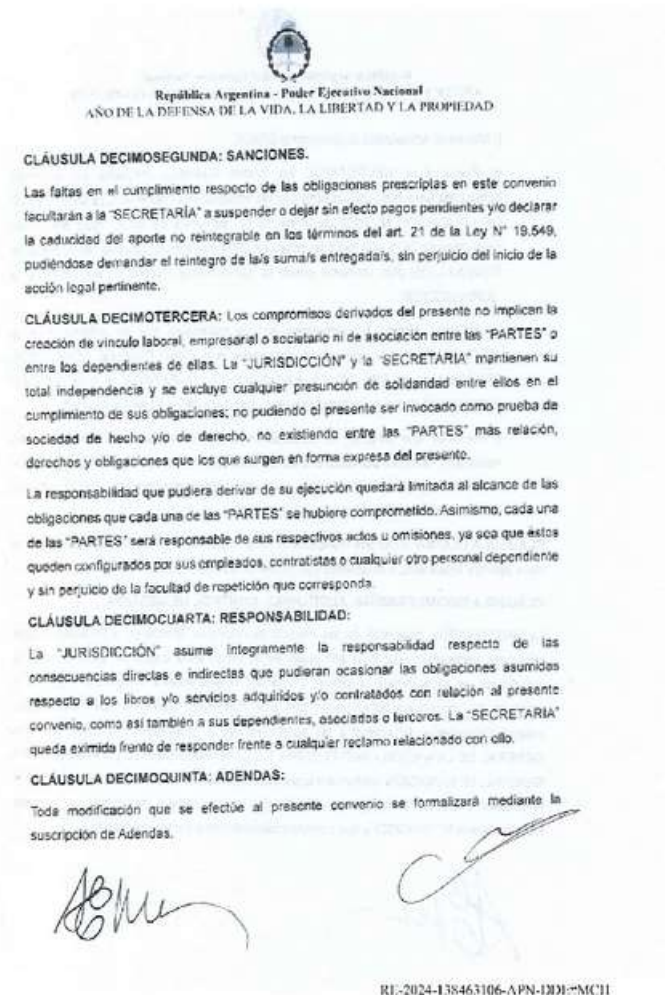 República Argentina - Poder Ejecutivo Nacional
AÑO DE LA DEFENSA DE LA VIDA, LA LIBERTAD Y LA PROPIEDAD
CLÁUSULA DECIMOSEGUNDA: SANCIONES.
Las faltas en el cumplimiento respecto de las obligaciones prescriptas en este convenio
facultarán a la "SECRETARÍA" a suspender o dejar sin efecto pagos pendientes y/o declarar
la caducidad del aporte no reintegrable en los términos del art. 21 de la Ley N° 19.549,
pudiéndose demandar el reintegro de la/s suma/s entregada/s, sin perjuicio del inicio de la
acción legal pertinente.
CLÁUSULA DECIMOTERCERA: Los compromisos derivados del presente no implican la
creación de vínculo laboral, empresarial o societario ni de asociación entre las "PARTES" o
entre los dependientes de ellas. La "JURISDICCIÓN" y la "SECRETARIA" mantienen su
total independencia y se excluye cualquier presunción de solidaridad entre ellos en el
cumplimiento de sus obligaciones; no pudiendo el presente ser invocado como prueba de
sociedad de hecho y/o de derecho, no existiendo entre las "PARTES" más relación,
derechos y obligaciones que los que surgen en forma expresa del presente.
La responsabilidad que pudiera derivar de su ejecución quedará limitada al alcance de las
obligaciones que cada una de las "PARTES" se hubiere comprometido. Asimismo, cada una
de las "PARTES" será responsable de sus respectivos actos u omisiones, ya sea que éstos
queden configurados por sus empleados, contratistas o cualquier otro personal dependiente
y sin perjuicio de la facultad de repetición que corresponda.
CLÁUSULA DECIMOCUARTA: RESPONSABILIDAD:
La "JURISDICCIÓN" asume íntegramente la responsabilidad respecto de las
consecuencias directas e indirectas que pudieran ocasionar las obligaciones asumidas
respecto a los libros y/o servicios adquiridos y/o contratados con relación al presente
convenio, como así también a sus dependientes, asociados o terceros. La "SECRETARIA"
queda eximida frente de responder frente a cualquier reclamo relacionado con ello.
CLÁUSULA DECIMOQUINTA: ADENDAS:
Toda modificación que se efectúe al presente convenio se formalizará mediante la
suscripción de Adendas.
RE-2024-138463106-APN-DDE#MCH